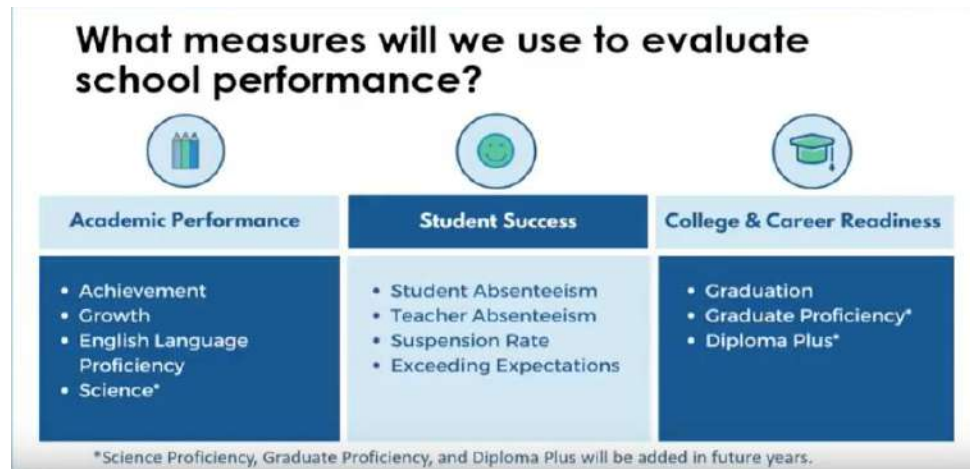 What measures will we use to evaluate
school performance?
Academic Performance
• Achievement
• Growth
• English Language
Proficiency
• Science*
Student Success
• Student Absenteeism
• Teacher Absenteeism
• Suspension Rate
• Exceeding Expectations
College & Career Readiness
• Graduation
• Graduate Proficiency*
• Diploma Plus*
*Science Proficiency, Graduate Proficiency, and Diploma Plus will be added in future years.